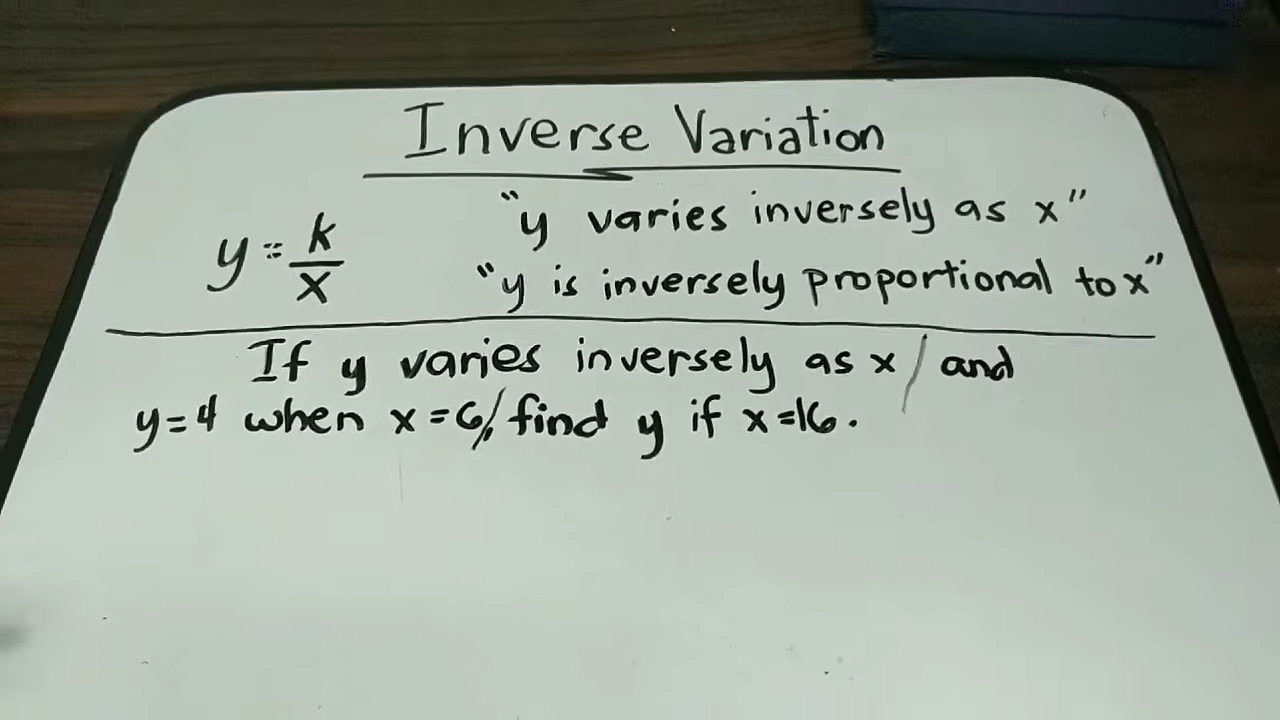 Inverse Variation
"y varies inversely as x"
y = k/x
"y is inversely proportional to x"
If y varies inversely as x / and
y = 4 when x = 6, / find y if x = 16.